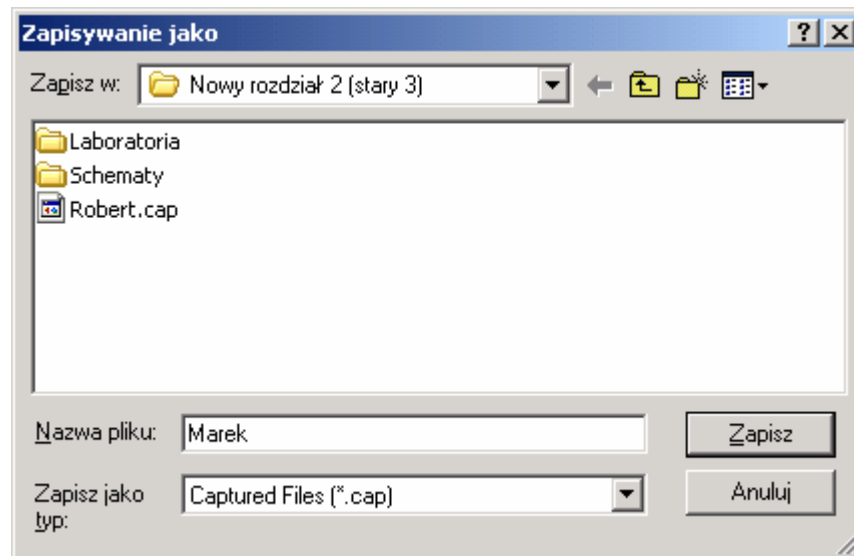 Zapisywanie jako
Zapisz w: Nowy rozdział 2 (stary 3)
Laboratoria
Schematy
Robert.cap
Nazwa pliku: Marek Zapisz
Zapisz jako typ: Captured Files (*.cap) Anuluj